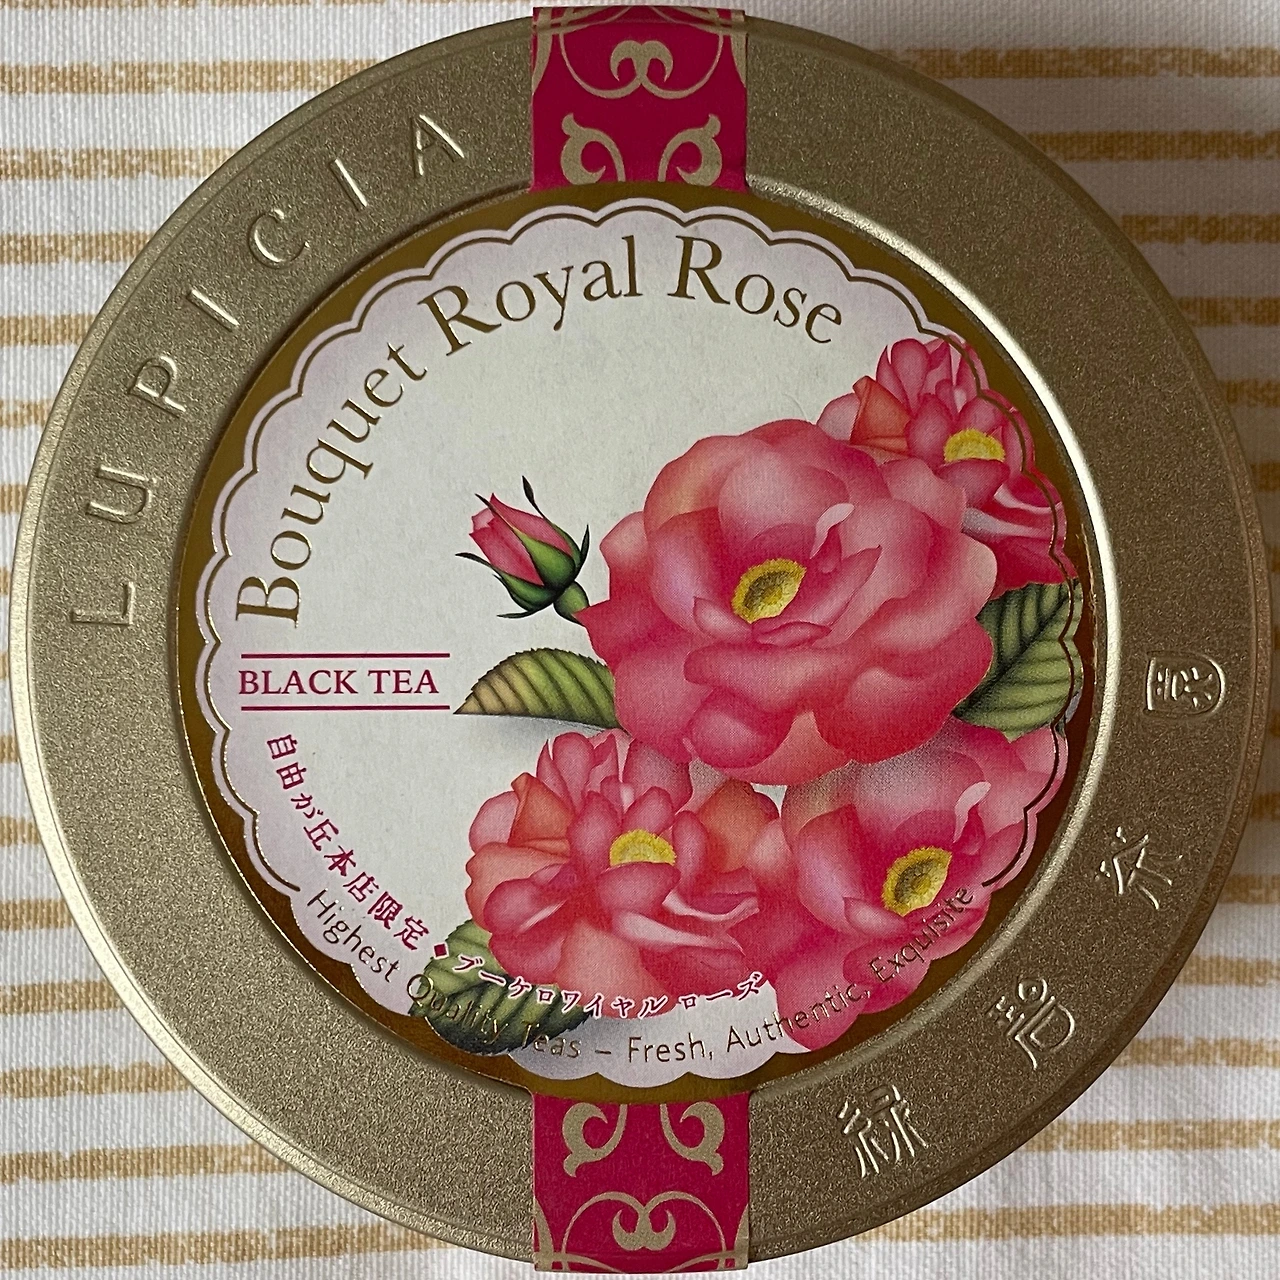 LUPICIA
Bouquet Royal Rose
BLACK TEA
自由が丘本店限定◆ブーケロワイヤル ローズ
Highest Quality Teas – Fresh, Authentic, Exquisite
緑碧茶園